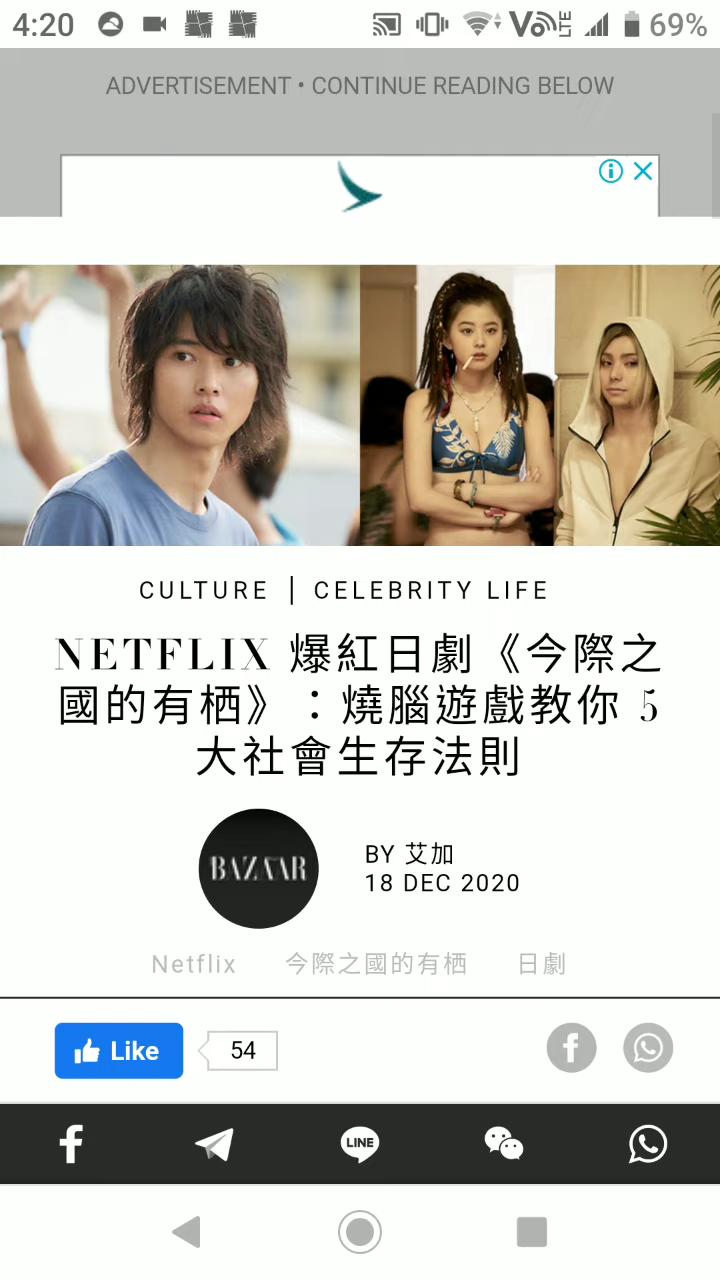 4:20
LTE
69%
ADVERTISEMENT • CONTINUE READING BELOW
CULTURE | CELEBRITY LIFE
NETFLIX 爆紅日劇《今際之
國的有栖》：燒腦遊戲教你 5
大社會生存法則
BAZAAR
BY 艾加
18 DEC 2020
Netflix 今際之國的有栖 日劇
Like
54
LINE